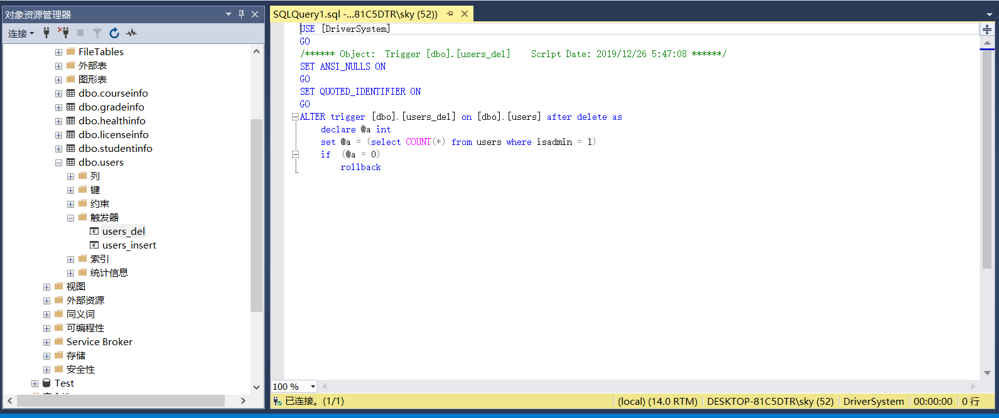 对象资源管理器
连接
FileTables
外部表
图形表
dbo.courseinfo
dbo.gradeinfo
dbo.healthinfo
dbo.licenseinfo
dbo.studentinfo
dbo.users
列
键
约束
触发器
users_del
users_insert
索引
统计信息
视图
外部资源
同义词
可编程性
Service Broker
存储
安全性
Test
SQLQuery1.sql -...81C5DTR\sky (52))
USE [DriverSystem]
GO
/****** Object:  Trigger [dbo].[users_del]    Script Date: 2019/12/26 5:47:08 ******/
SET ANSI_NULLS ON
GO
SET QUOTED_IDENTIFIER ON
GO
ALTER trigger [dbo].[users_del] on [dbo].[users] after delete as
declare @a int
set @a = (select COUNT(*) from users where isadmin = 1)
if  (@a = 0)
rollback
100 %
已连接。(1/1)
(local) (14.0 RTM)
DESKTOP-81C5DTR\sky (52)
DriverSystem
00:00:00
0 行